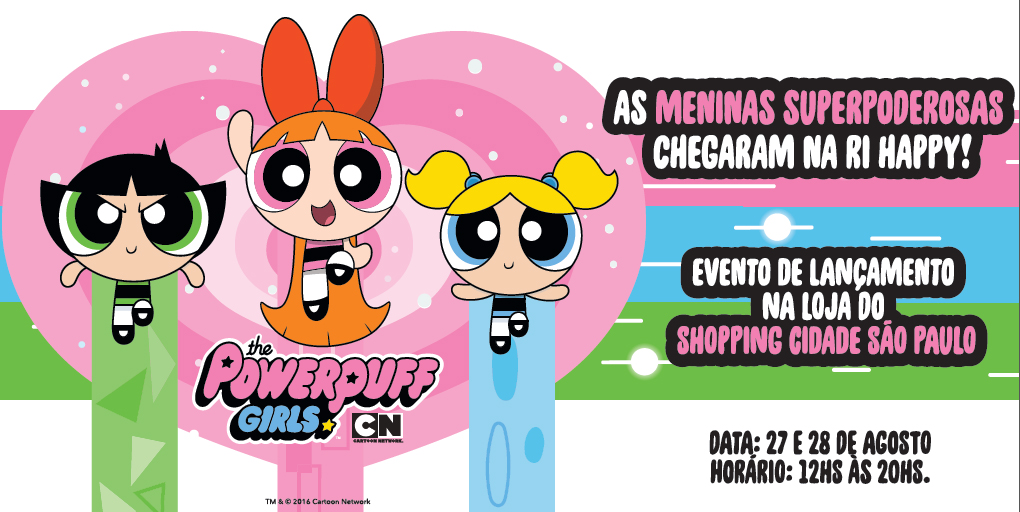 AS MENINAS SUPERPODEROSAS
CHEGARAM NA RI HAPPY!
EVENTO DE LANÇAMENTO
NA LOJA DO
SHOPPING CIDADE SÃO PAULO
the
POWERPUFF
GIRLS
CN
CARTOON NETWORK
DATA: 27 E 28 DE AGOSTO
HORÁRIO: 12HS ÀS 20HS.
TM & © 2016 Cartoon Network